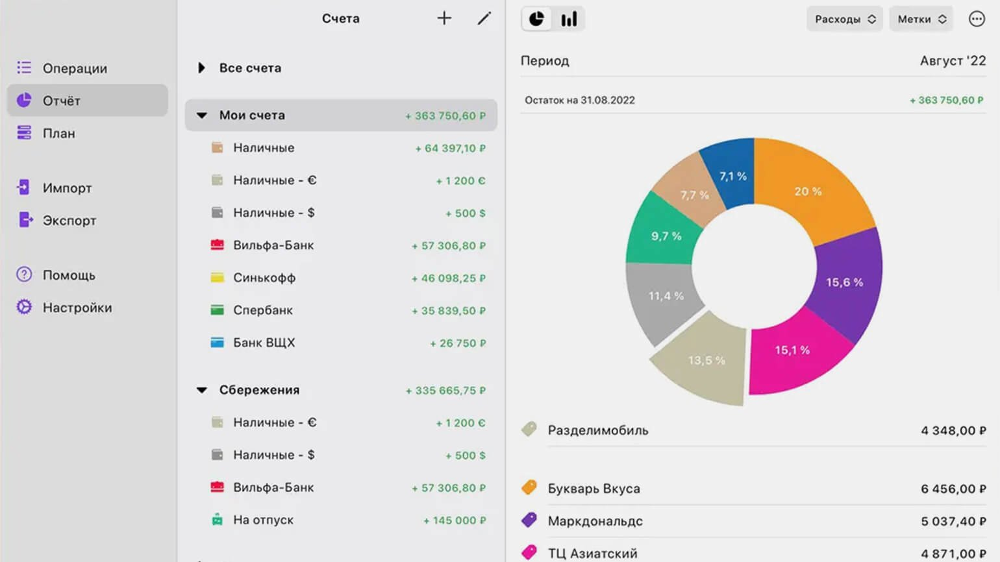 Операции
Отчёт
План
Импорт
Экспорт
Помощь
Настройки
Счета
Все счета
Мои счета + 363 750,60 ₽
Наличные + 64 397,10 ₽
Наличные - € + 1 200 €
Наличные - $ + 500 $
Вильфа-Банк + 57 306,80 ₽
Синькофф + 46 098,25 ₽
Спербанк + 35 839,50 ₽
Банк ВЩХ + 26 750 ₽
Сбережения + 335 665,75 ₽
Наличные - € + 1 200 €
Наличные - $ + 500 $
Вильфа-Банк + 57 306,80 ₽
На отпуск + 145 000 ₽
Расходы Метки
Период Август '22
Остаток на 31.08.2022 + 363 750,60 ₽
7,1 %
20 %
7,7 %
9,7 %
15,6 %
11,4 %
15,1 %
13,5 %
Разделимобиль 4 348,00 ₽
Букварь Вкуса 6 456,00 ₽
Маркдональдс 5 037,40 ₽
ТЦ Азиатский 4 871,00 ₽